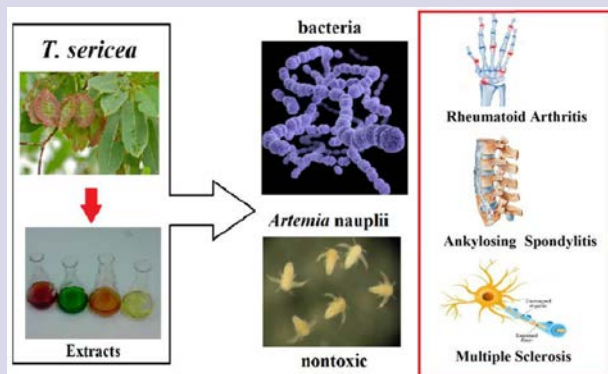 T. sericea
Extracts
bacteria
Artemia nauplii
nontoxic
Rheumatoid Arthritis
Ankylosing Spondylitis
Multiple Sclerosis